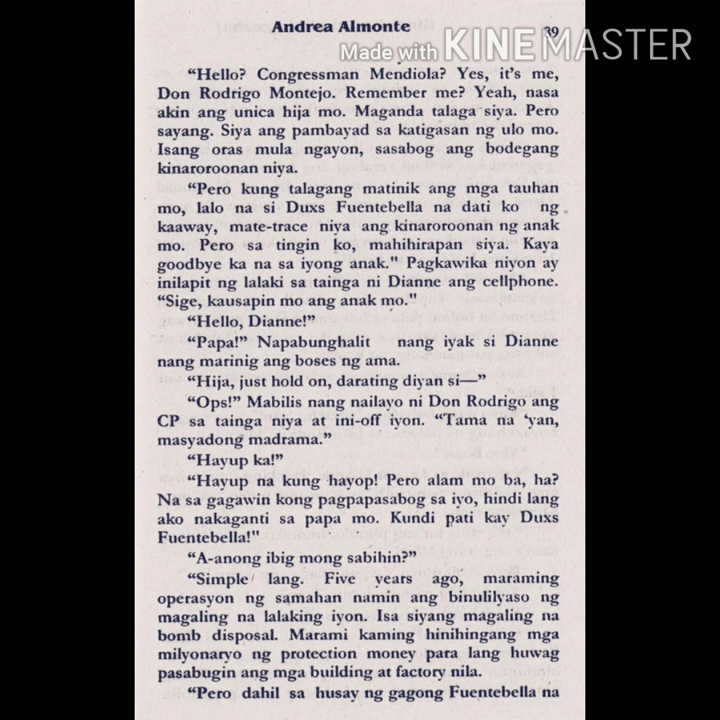 Andrea Almonte
39
Made with KINEMASTER
“Hello? Congressman Mendiola? Yes, it’s me,
Don Rodrigo Montejo. Remember me? Yeah, nasa
akin ang unica hija mo. Maganda talaga siya. Pero
sayang. Siya ang pambayad sa katigasan ng ulo mo.
Isang oras mula ngayon, sasabog ang bodegang
kinaroroonan niya.
“Pero kung talagang matinik ang mga tauhan
mo, lalo na si Duxs Fuentebella na dati ko ng
kaaway, mate-trace niya ang kinaroroonan ng anak
mo. Pero sa tingin ko, mahihirapan siya. Kaya
goodbye ka na sa iyong anak." Pagkawika niyon ay
inilapit ng lalaki sa tainga ni Dianne ang cellphone.
“Sige, kausapin mo ang anak mo."
“Hello, Dianne!”
“Papa!” Napabunghalit nang iyak si Dianne
nang marinig ang boses ng ama.
“Hija, just hold on, darating diyan si—”
“Ops!” Mabilis nang nailayo ni Don Rodrigo ang
CP sa tainga niya at ini-off iyon. “Tama na ‘yan,
masyadong madrama.”
“Hayup ka!”
“Hayup na kung hayop! Pero alam mo ba, ha?
Na sa gagawin kong pagpapasabog sa iyo, hindi lang
ako nakaganti sa papa mo. Kundi pati kay Duxs
Fuentebella!"
“A-anong ibig mong sabihin?”
“Simple lang. Five years ago, maraming
operasyon ng samahan namin ang binulilyaso ng
magaling na lalaking iyon. Isa siyang magaling na
bomb disposal. Marami kaming hinihingang mga
milyonaryo ng protection money para lang huwag
pasabugin ang mga building at factory nila.
“Pero dahil sa husay ng gagong Fuentebella na